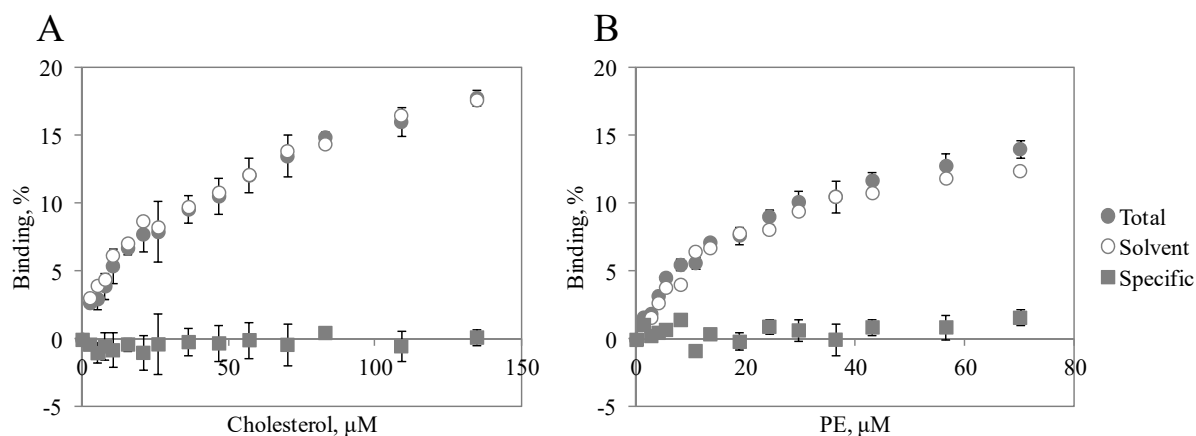 A
B
20
15
10
5
0
-5
Binding, %
0
50
100
150
Cholesterol, µM
20
15
10
5
0
-5
Binding, %
0
20
40
60
80
PE, µM
Total
Solvent
Specific